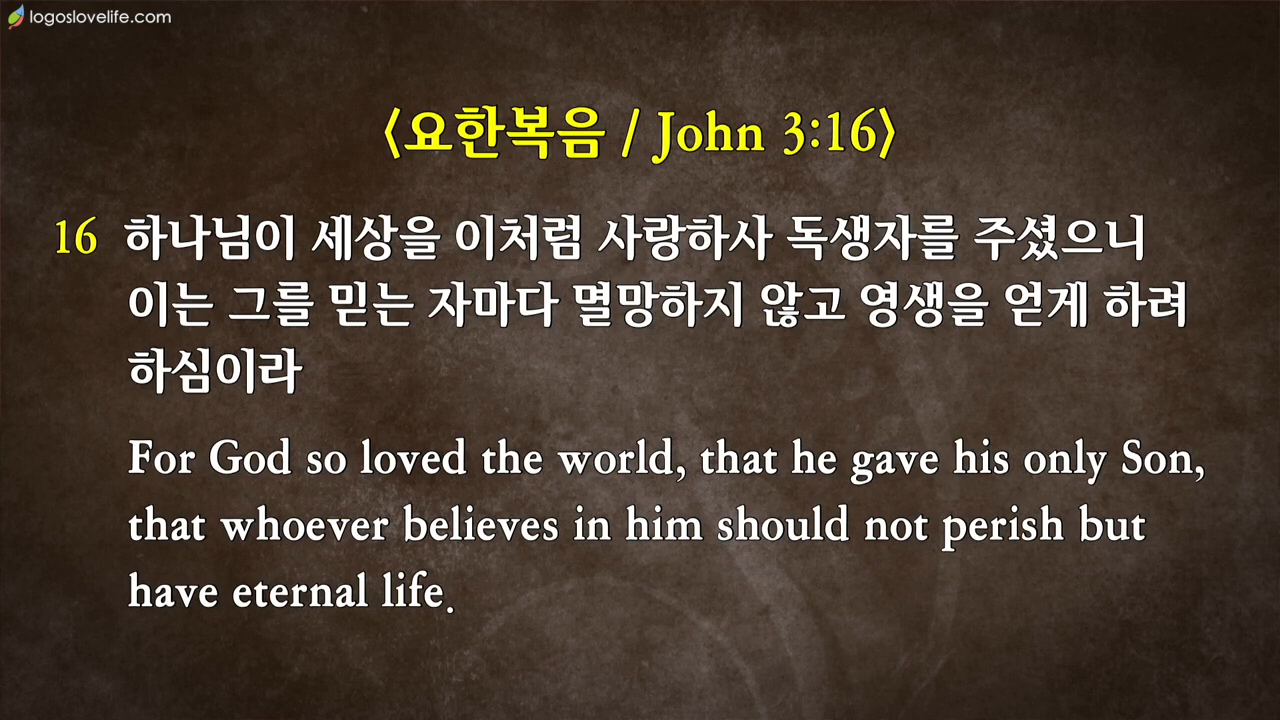 logoslovelife.com
〈요한복음 / John 3:16〉
16 하나님이 세상을 이처럼 사랑하사 독생자를 주셨으니
이는 그를 믿는 자마다 멸망하지 않고 영생을 얻게 하려
하심이라
For God so loved the world, that he gave his only Son,
that whoever believes in him should not perish but
have eternal life.